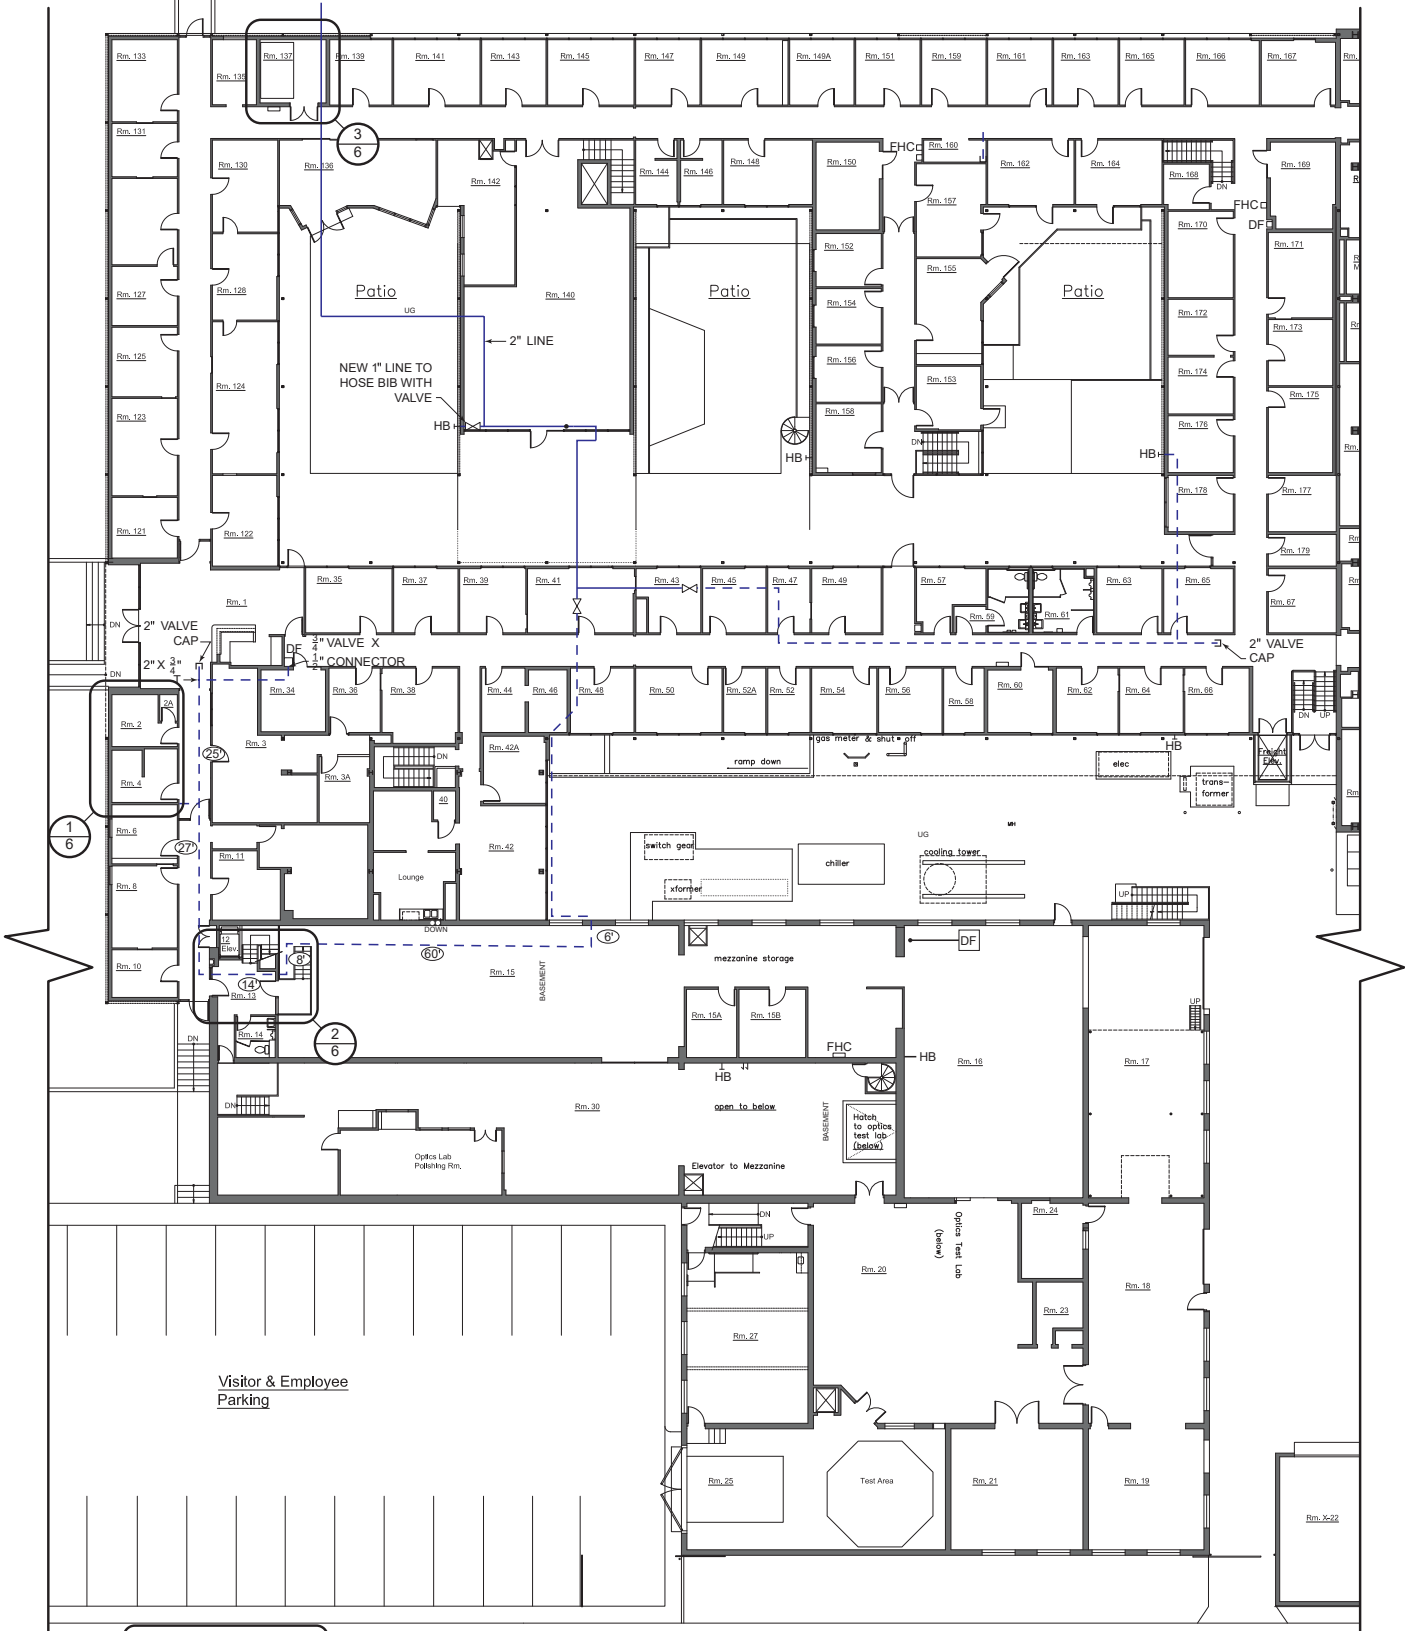 Rm. 133
Rm. 135
Rm. 137
Rm. 139
Rm. 141
Rm. 143
Rm. 145
Rm. 147
Rm. 149
Rm. 149A
Rm. 151
Rm. 159
Rm. 161
Rm. 163
Rm. 165
Rm. 166
Rm. 167
Rm.
3
6
Rm. 131
Rm. 130
Rm. 136
Rm. 142
Rm. 144
Rm. 146
Rm. 148
Rm. 150
FHC
Rm. 160
Rm. 162
Rm. 164
Rm. 168
DN
Rm. 169
Rm. 157
FHC
DF
Rm. 170
Rm. 171
Rm. 152
Rm. 127
Rm. 128
Patio
UG
Rm. 140
Patio
Rm. 154
Rm. 155
Patio
Rm. 172
Rm. 173
2" LINE
Rm. 125
Rm. 124
NEW 1" LINE TO
HOSE BIB WITH
VALVE
HB
Rm. 156
Rm. 153
Rm. 174
Rm. 175
Rm. 123
Rm. 158
DN
HB
HB
Rm. 176
Rm. 178
Rm. 177
Rm. 121
Rm. 122
Rm. 179
Rm. 35
Rm. 37
Rm. 39
Rm. 41
Rm. 43
Rm. 45
Rm. 47
Rm. 49
Rm. 57
Rm. 59
Rm. 61
Rm. 63
Rm. 65
Rm. 67
Rm. 1
DN
2" VALVE
CAP
DF
3/4" VALVE X
1/2" CONNECTOR
2" X 3/4"
T
DN
2" VALVE
CAP
Rm. 34
Rm. 36
Rm. 38
Rm. 44
Rm. 46
Rm. 48
Rm. 50
Rm. 52A
Rm. 52
Rm. 54
Rm. 56
Rm. 58
Rm. 60
Rm. 62
Rm. 64
Rm. 66
DN
UP
2A
Rm. 2
Rm. 3
25'
Rm. 4
Rm. 3A
DN
Rm. 42A
ramp down
gas meter & shut off
HB
elec
trans-
former
Freight
Elev.
1
6
Rm. 6
27'
40
Rm. 11
Rm. 42
Rm. 8
Lounge
switch gear
xformer
chiller
UG
cooling tower
MH
UP
DOWN
12
Elev.
8'
60'
6'
DF
mezzanine storage
Rm. 10
14'
Rm. 13
Rm. 15
BASEMENT
Rm. 15A
Rm. 15B
Rm. 14
2
6
DN
FHC
HB
Rm. 16
UP
Rm. 17
HB
DN
Rm. 30
open to below
BASEMENT
Hatch
to optics
test lab
(below)
Optics Lab
Polishing Rm.
Elevator to Mezzanine
DN
UP
Optics Test Lab
(below)
Rm. 24
Rm. 20
Rm. 18
Rm. 23
Rm. 27
Visitor & Employee
Parking
Rm. 25
Test Area
Rm. 21
Rm. 19
Rm. X-22